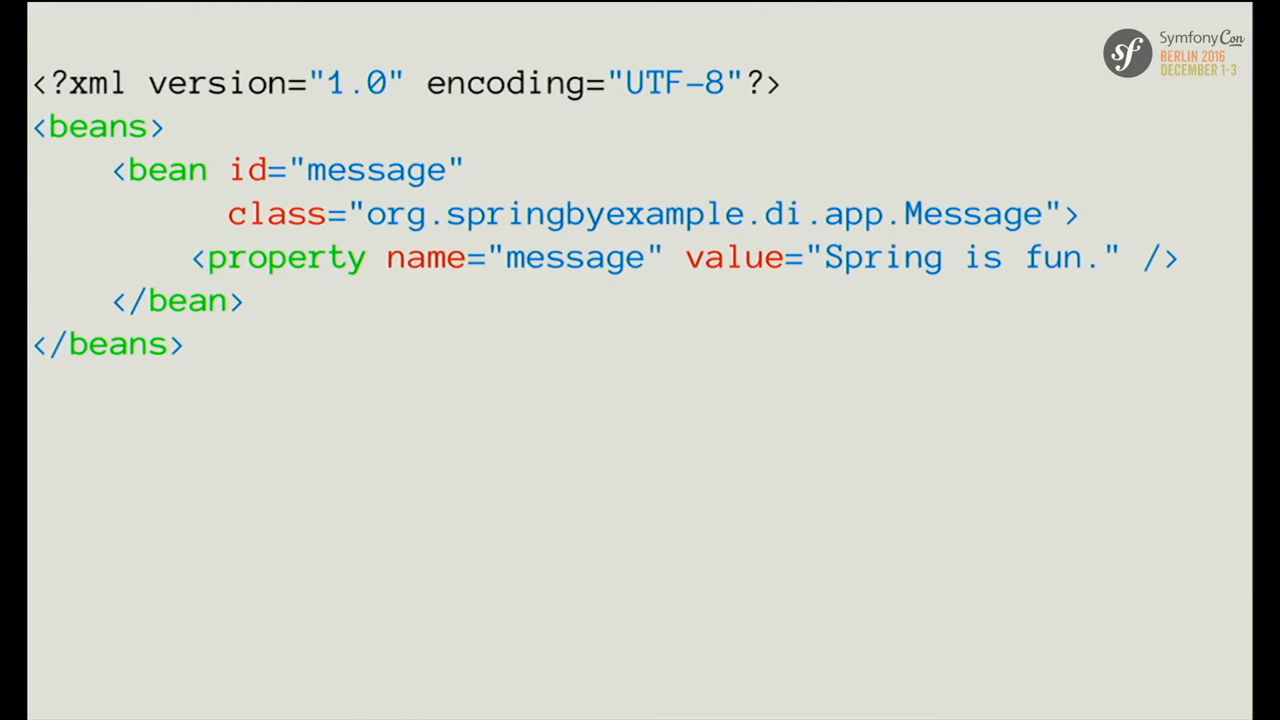 SymfonyCon
BERLIN 2016
DECEMBER 1-3
sf
<?xml version="1.0" encoding="UTF-8"?>
<beans>
<bean id="message"
class="org.springbyexample.di.app.Message">
<property name="message" value="Spring is fun." />
</bean>
</beans>